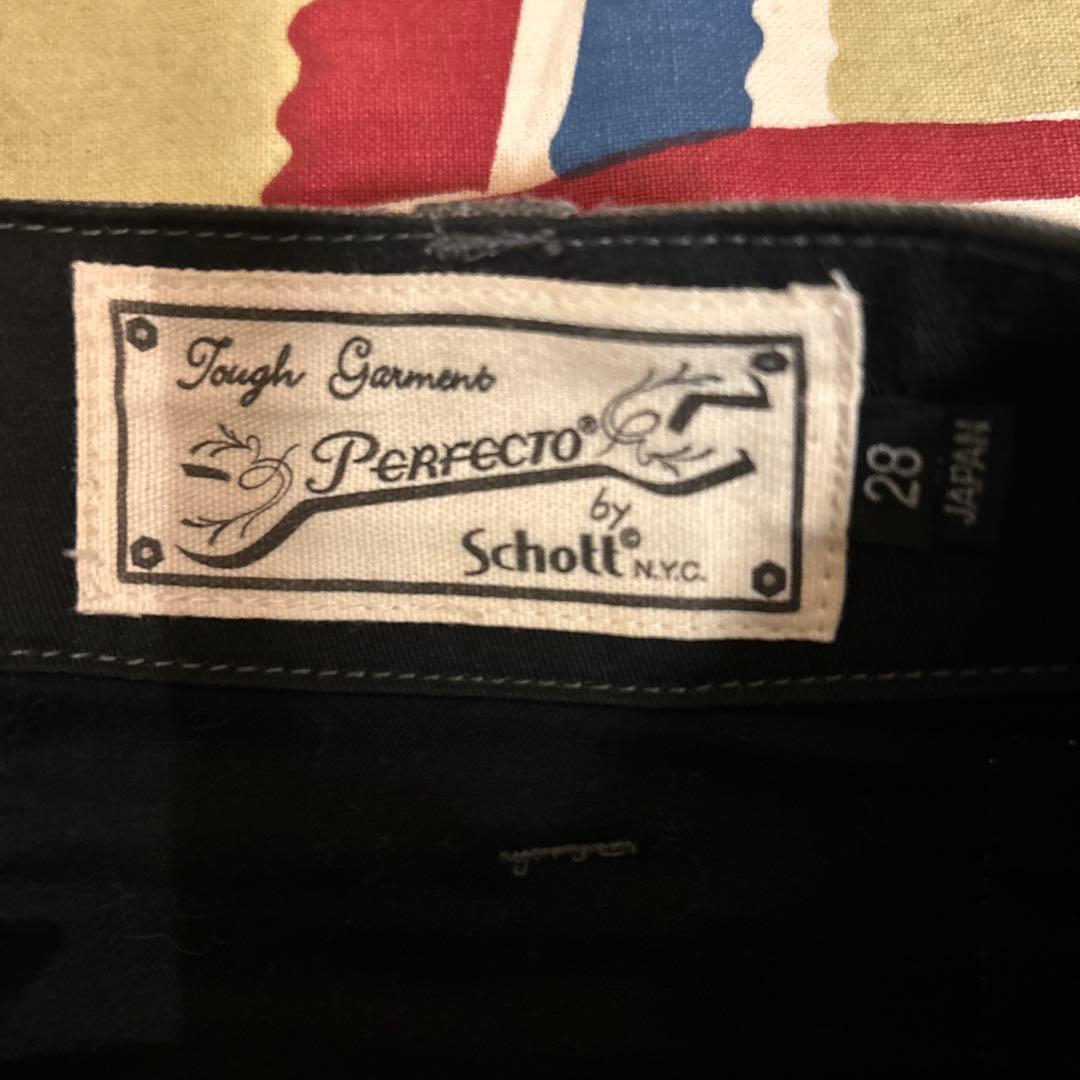 Tough Garment
PERFECTO®
by
Schott©
N.Y.C.
28
JAPAN